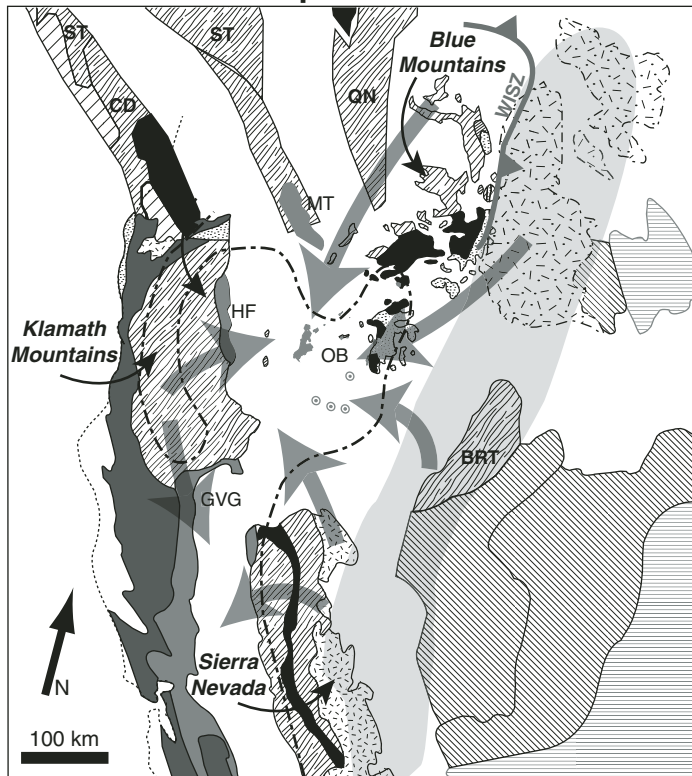 ST
ST
Blue
Mountains
CD
QN
WISZ
MT
HF
Klamath
Mountains
OB
BRT
GVG
Sierra
Nevada
N
100 km